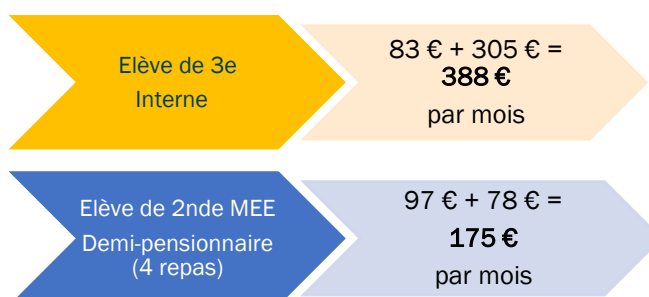 Elève de 3e
Interne
83 € + 305 € =
388 €
par mois
Elève de 2nde MEE
Demi-pensionnaire
(4 repas)
97 € + 78 € =
175 €
par mois